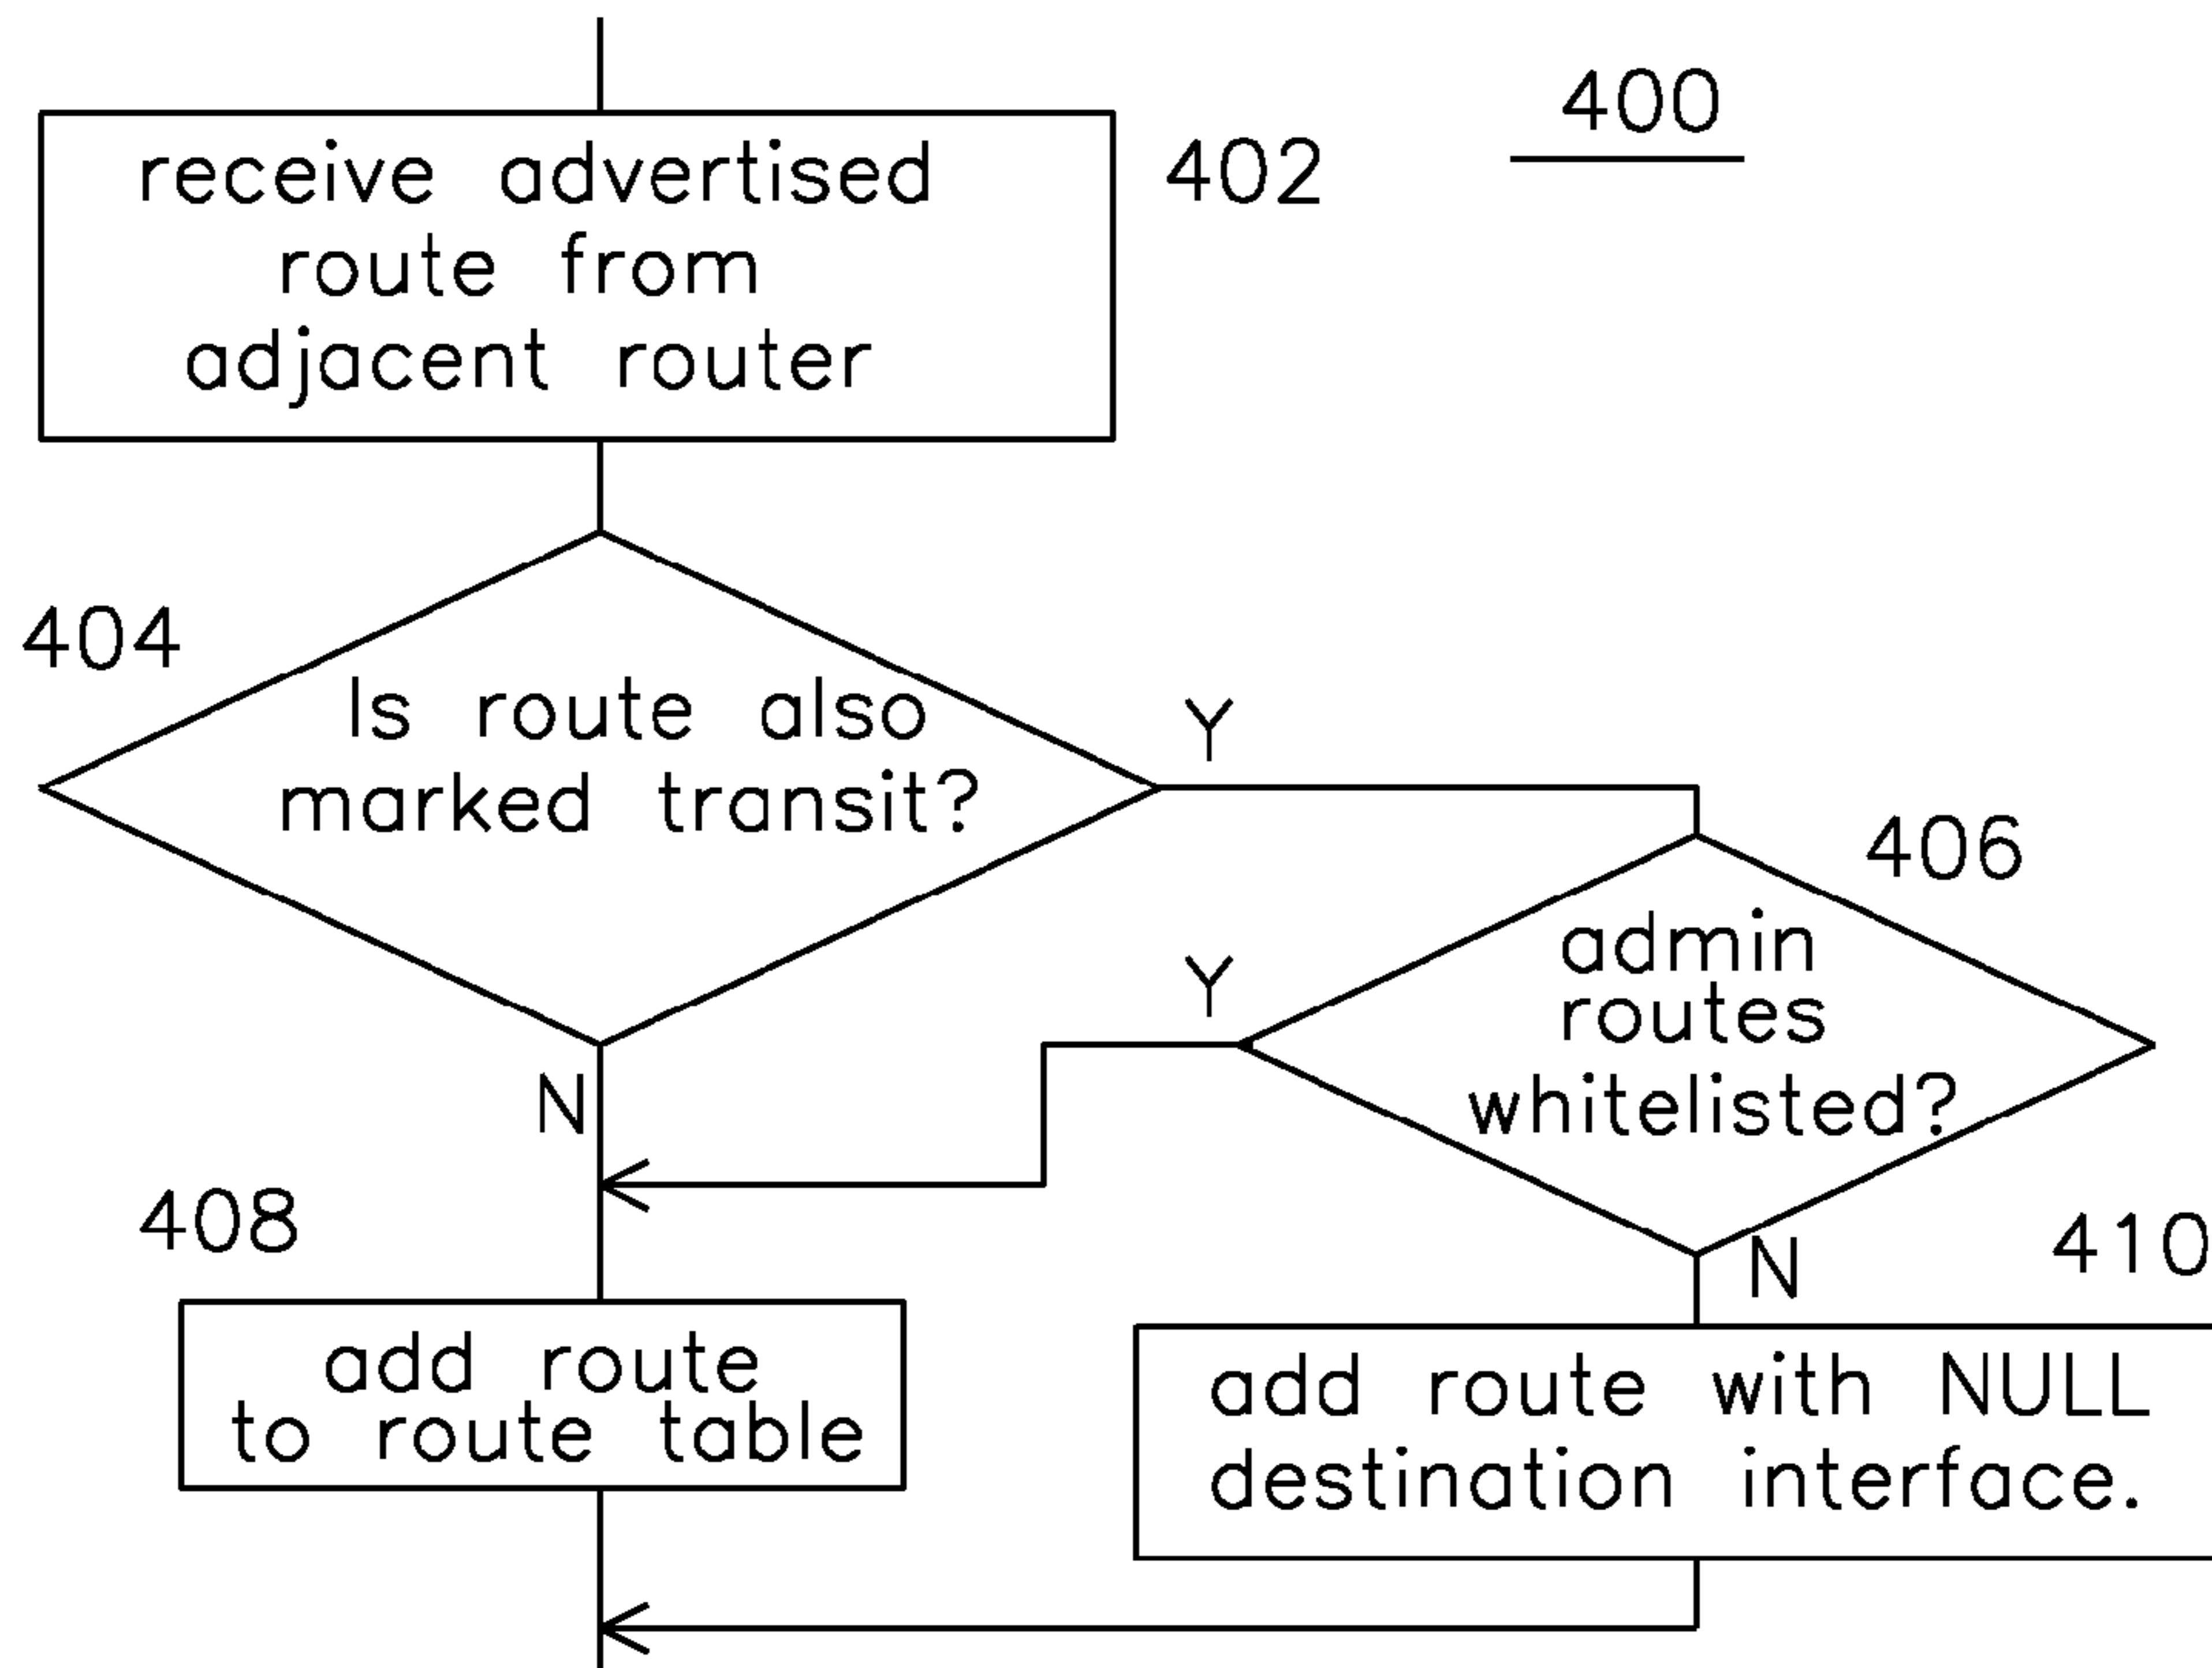 400
receive advertised
route from
adjacent router
402
404
Is route also
marked transit?
Y
406
admin
routes
whitelisted?
Y
N
N
408
410
add route
to route table
add route with NULL
destination interface.